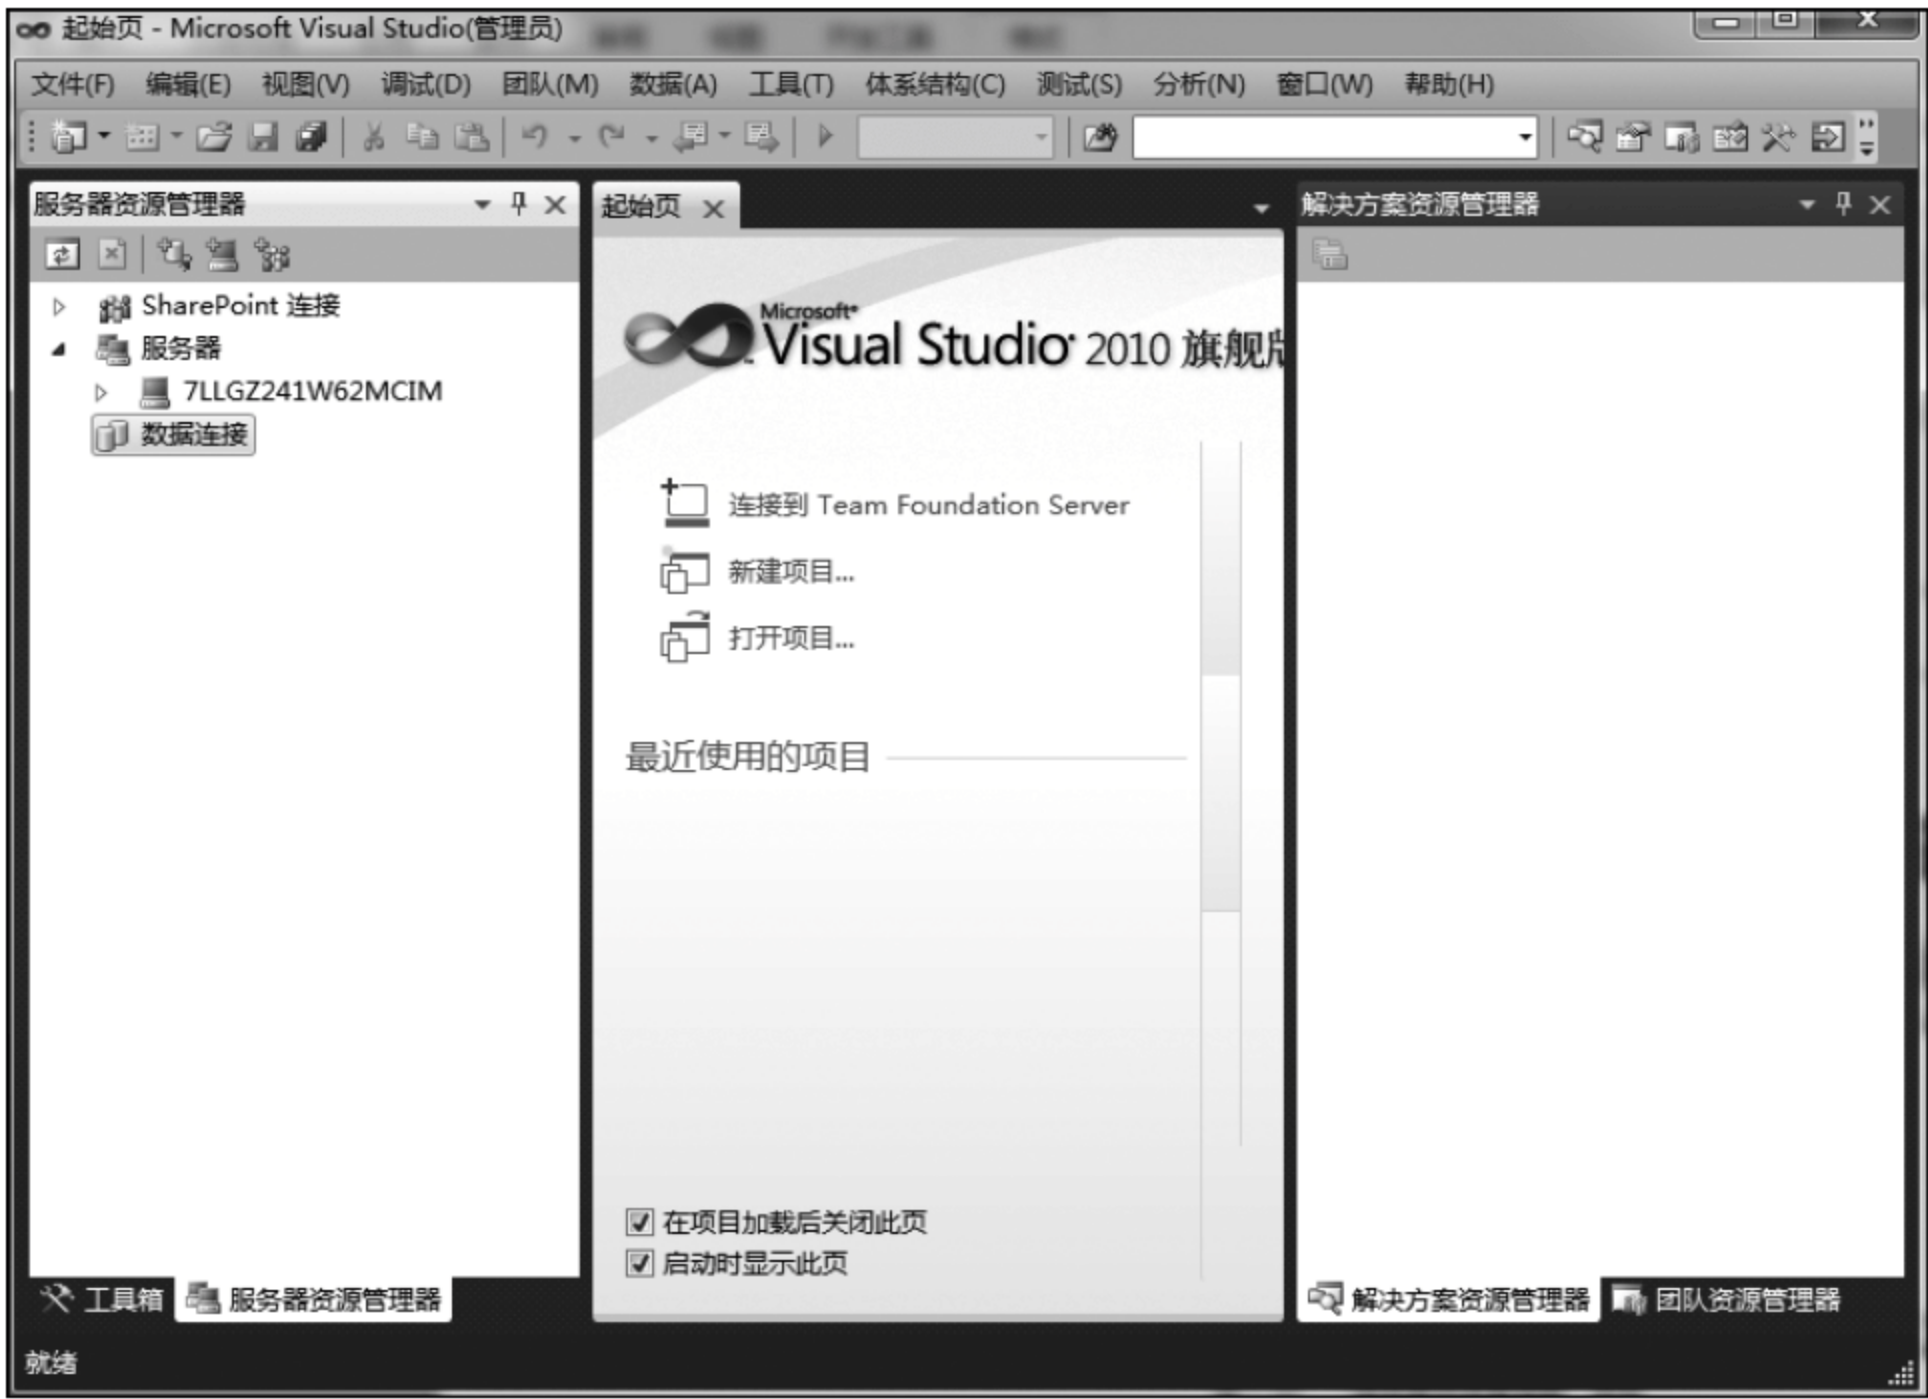 起始页 - Microsoft Visual Studio(管理员)
文件(F) 编辑(E) 视图(V) 调试(D) 团队(M) 数据(A) 工具(T) 体系结构(C) 测试(S) 分析(N) 窗口(W) 帮助(H)
服务器资源管理器
SharePoint 连接
服务器
7LLGZ241W62MCIM
数据连接
工具箱 服务器资源管理器
起始页
Microsoft
Visual Studio 2010 旗舰版
连接到 Team Foundation Server
新建项目...
打开项目...
最近使用的项目
在项目加载后关闭此页
启动时显示此页
解决方案资源管理器
解决方案资源管理器 团队资源管理器
就绪